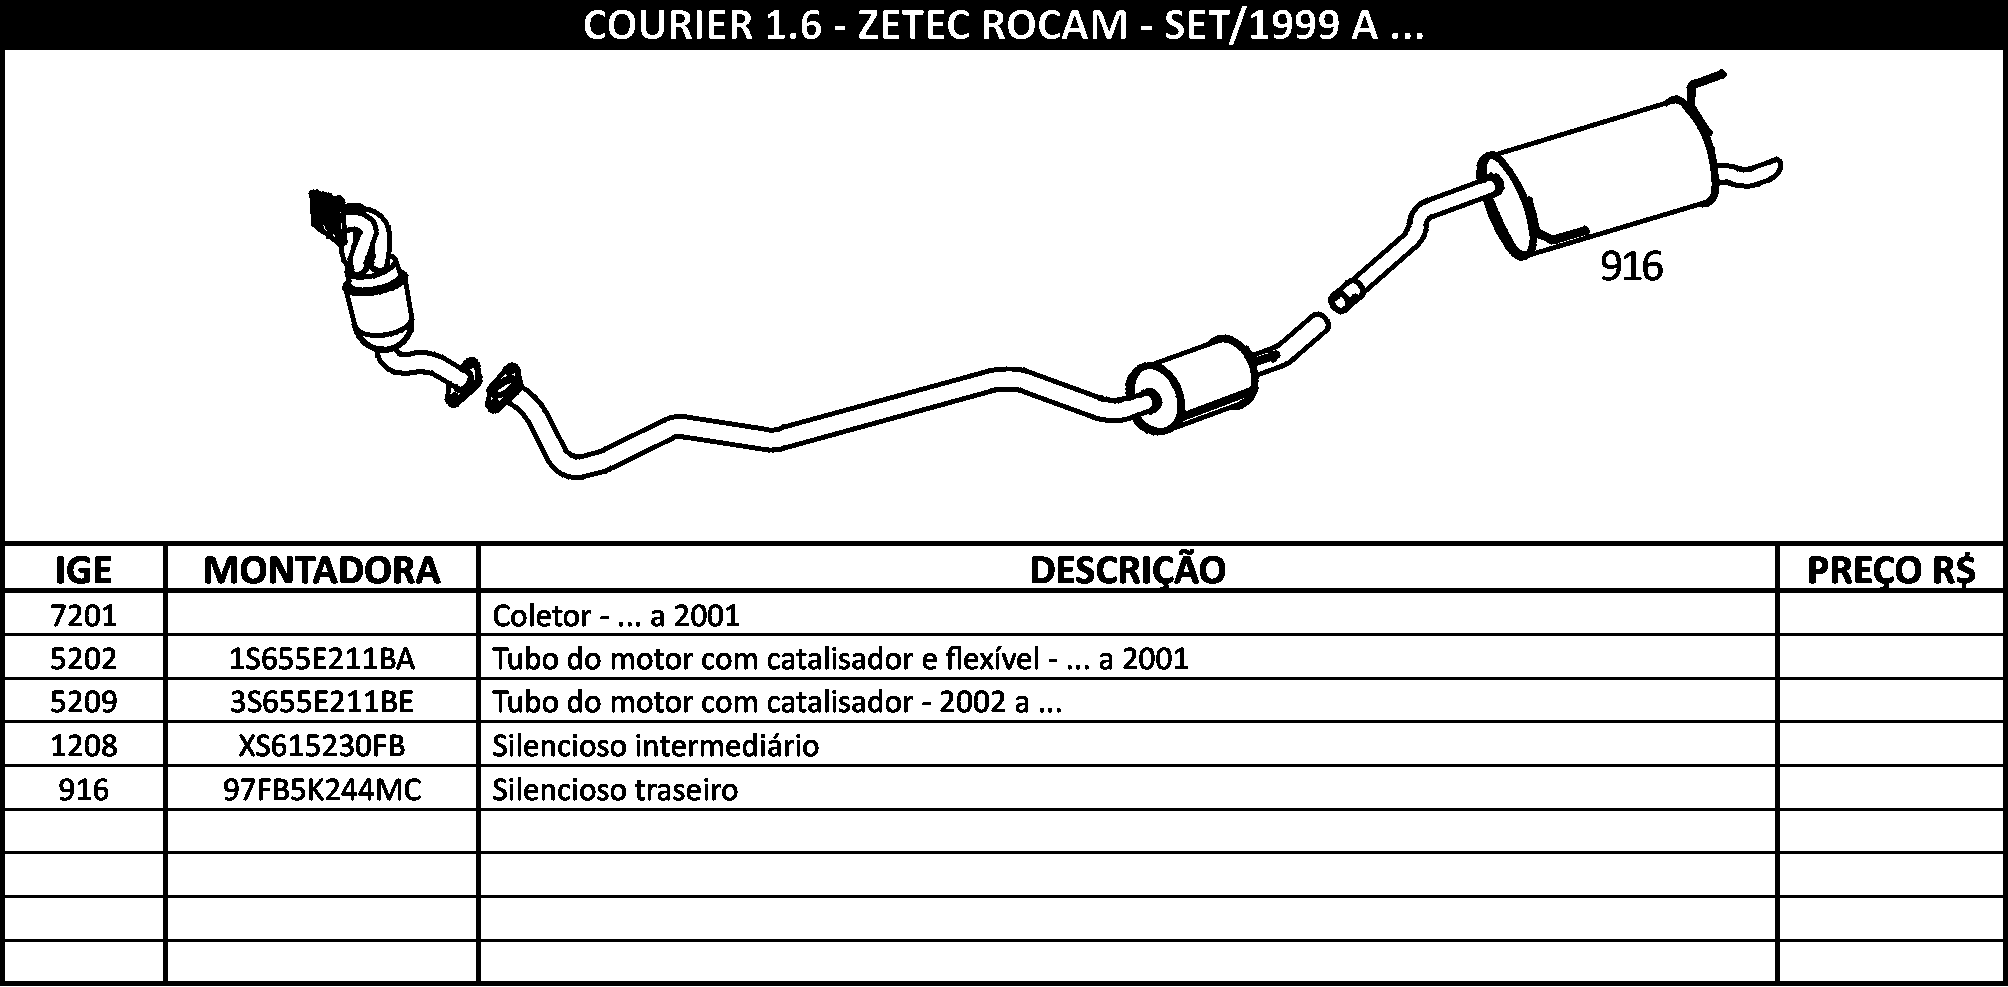 COURIER 1.6 - ZETEC ROCAM - SET/1999 A ...
916
IGE MONTADORA DESCRIÇÃO PREÇO R$
7201 Coletor - ... a 2001
5202 1S655E211BA Tubo do motor com catalisador e flexível - ... a 2001
5209 3S655E211BE Tubo do motor com catalisador - 2002 a ...
1208 XS615230FB Silencioso intermediário
916 97FB5K244MC Silencioso traseiro